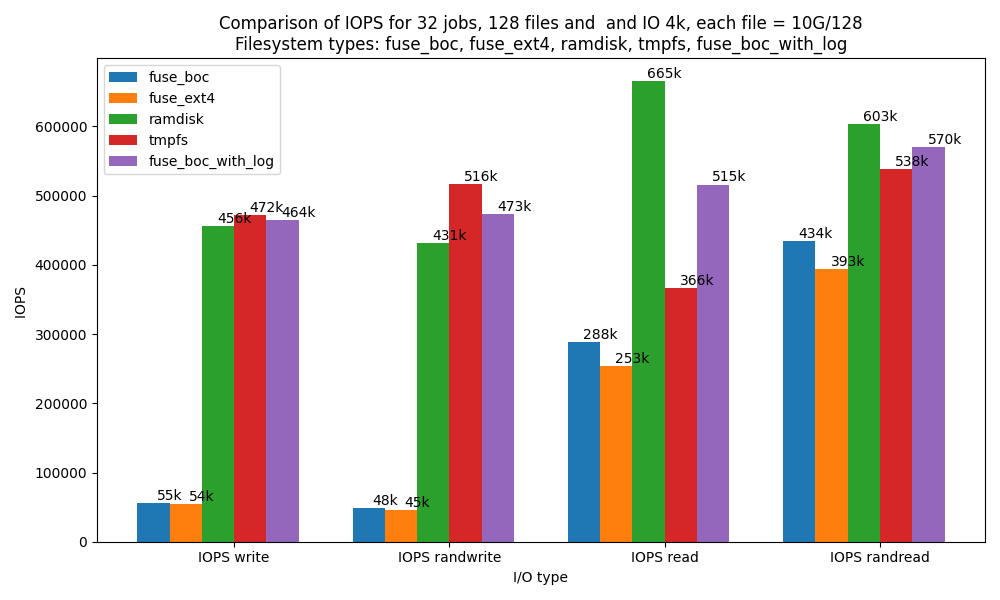 Comparison of IOPS for 32 jobs, 128 files and  and IO 4k, each file = 10G/128
Filesystem types: fuse_boc, fuse_ext4, ramdisk, tmpfs, fuse_boc_with_log
fuse_boc
fuse_ext4
ramdisk
tmpfs
fuse_boc_with_log
IOPS
600000
500000
400000
300000
200000
100000
0
55k
54k
456k
472k
464k
48k
45k
431k
516k
473k
288k
253k
665k
366k
515k
434k
393k
603k
538k
570k
IOPS write
IOPS randwrite
IOPS read
IOPS randread
I/O type